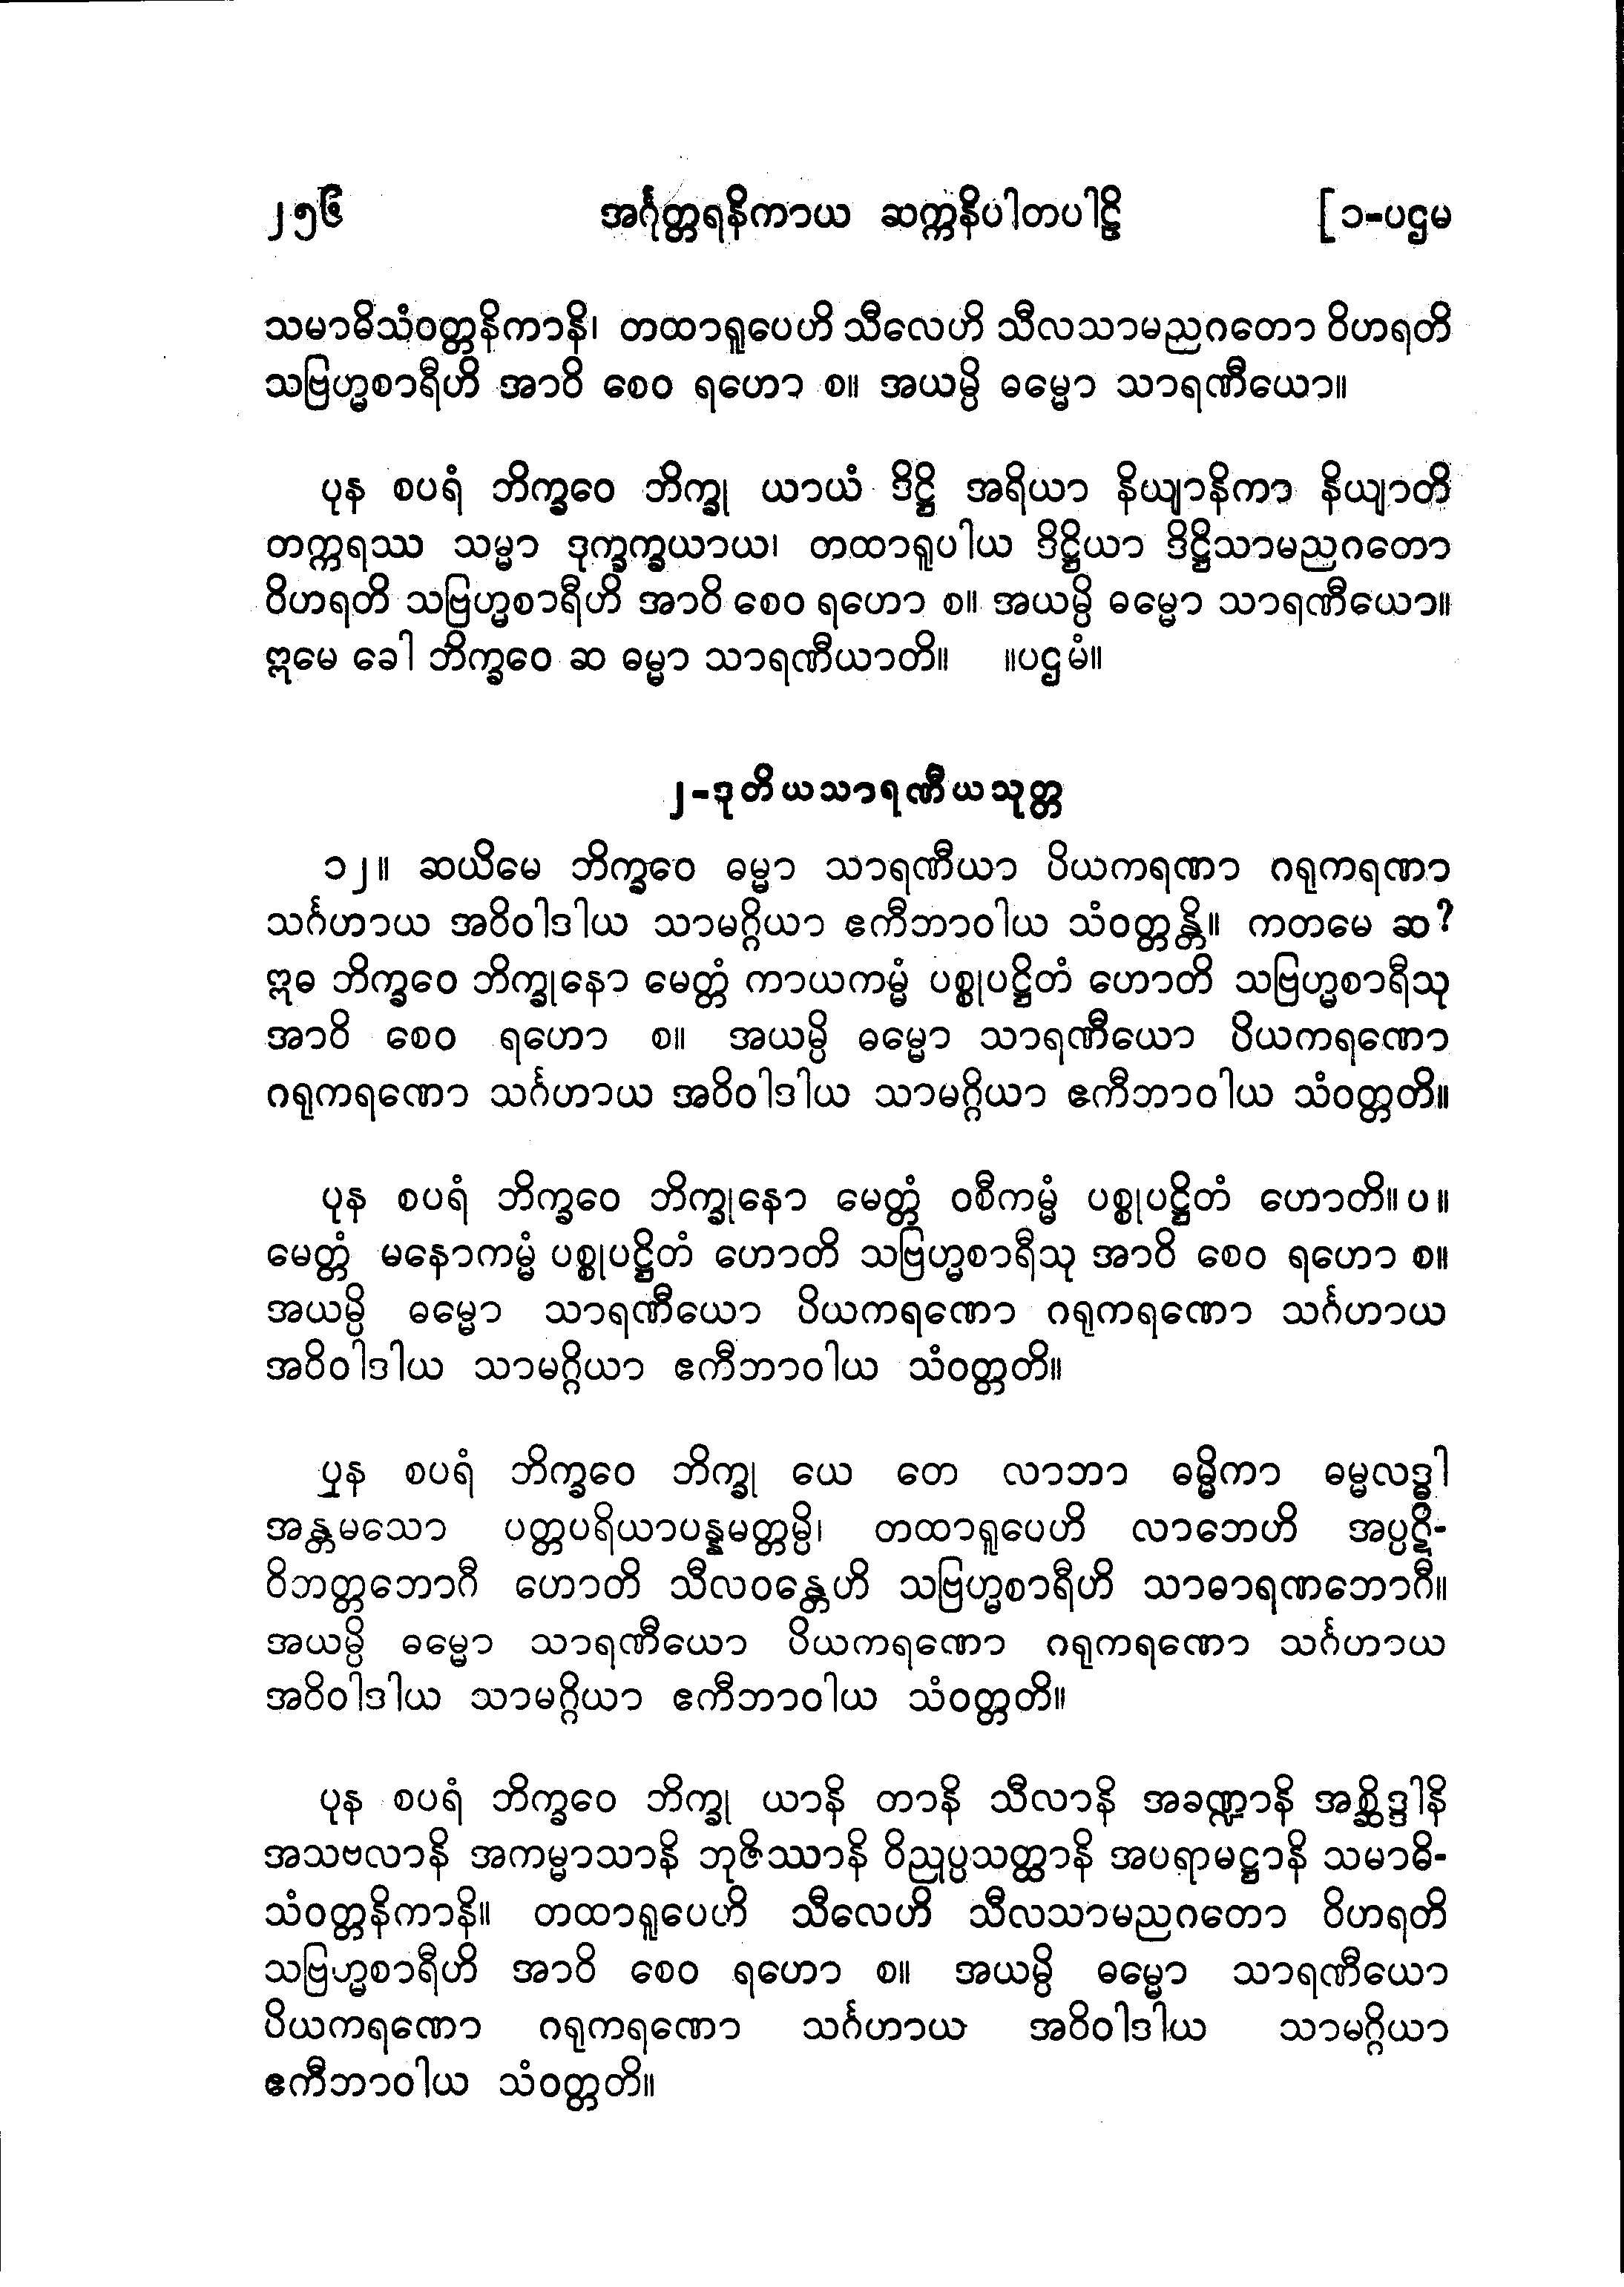 ၂၅၆ အင်္ဂုတ္တရနိကာယ ဆက္ကနိပါတပါဠိ [၁-ပဌမ
သမာဓိသံဝတ္တနိကာနိ၊ တထာရူပေဟိ သီလေဟိ သီလသာမညဂတော ဝိဟရတိ
သဗြဟ္မစာရီဟိ အာဝိ စေဝ ရဟော စ။ အယမ္ပိ ဓမ္မော သာရဏီယော။
ပုန စပရံ ဘိက္ခဝေ ဘိက္ခု ယာယံ ဒိဋ္ဌိ အရိယာ နိယျာနိကာ နိယျာတိ
တက္ကရဿ သမ္မာ ဒုက္ခက္ခယာယ၊ တထာရူပါယ ဒိဋ္ဌိယာ ဒိဋ္ဌိသာမညဂတော
ဝိဟရတိ သဗြဟ္မစာရီဟိ အာဝိ စေဝ ရဟော စ။ အယမ္ပိ ဓမ္မော သာရဏီယော။
ဣမေ ခေါ ဘိက္ခဝေ ဆ ဓမ္မာ သာရဏီယာတိ။ ။ပဌမံ။
၂-ဒုတိယသာရဏီယသုတ္တ
၁၂။ ဆယိမေ ဘိက္ခဝေ ဓမ္မာ သာရဏီယာ ပိယကရဏာ ဂရုကရဏာ
သင်္ဂဟာယ အဝိဝါဒါယ သာမဂ္ဂိယာ ဧကီဘာဝါယ သံဝတ္တန္တိ။ ကတမေ ဆ?
ဣဓ ဘိက္ခဝေ ဘိက္ခုနော မေတ္တံ ကာယကမ္မံ ပစ္စုပဋ္ဌိတံ ဟောတိ သဗြဟ္မစာရီသု
အာဝိ စေဝ ရဟော စ။ အယမ္ပိ ဓမ္မော သာရဏီယော ပိယကရဏော
ဂရုကရဏော သင်္ဂဟာယ အဝိဝါဒါယ သာမဂ္ဂိယာ ဧကီဘာဝါယ သံဝတ္တတိ။
ပုန စပရံ ဘိက္ခဝေ ဘိက္ခုနော မေတ္တံ ဝစီကမ္မံ ပစ္စုပဋ္ဌိတံ ဟောတိ။ပ။
မေတ္တံ မနောကမ္မံ ပစ္စုပဋ္ဌိတံ ဟောတိ သဗြဟ္မစာရီသု အာဝိ စေဝ ရဟော စ။
အယမ္ပိ ဓမ္မော သာရဏီယော ပိယကရဏော ဂရုကရဏော သင်္ဂဟာယ
အဝိဝါဒါယ သာမဂ္ဂိယာ ဧကီဘာဝါယ သံဝတ္တတိ။
ပုန စပရံ ဘိက္ခဝေ ဘိက္ခု ယေ တေ လာဘာ ဓမ္မိကာ ဓမ္မလဒ္ဓါ
အန္တမသော ပတ္တပရိယာပန္နမတ္တမ္ပိ၊ တထာရူပေဟိ လာဘေဟိ အပ္ပဋိ-
ဝိဘတ္တဘောဂီ ဟောတိ သီလဝန္တေဟိ သဗြဟ္မစာရီဟိ သာဓာရဏဘောဂီ။
အယမ္ပိ ဓမ္မော သာရဏီယော ပိယကရဏော ဂရုကရဏော သင်္ဂဟာယ
အဝိဝါဒါယ သာမဂ္ဂိယာ ဧကီဘာဝါယ သံဝတ္တတိ။
ပုန စပရံ ဘိက္ခဝေ ဘိက္ခု ယာနိ တာနိ သီလာနိ အခဏ္ဍာနိ အစ္ဆိဒ္ဒါနိ
အသဗလာနိ အကမ္မာသာနိ ဘုဇိဿာနိ ဝိညုပ္ပသတ္ထာနိ အပရာမဋ္ဌာနိ သမာဓိ-
သံဝတ္တနိကာနိ။ တထာရူပေဟိ သီလေဟိ သီလသာမညဂတော ဝိဟရတိ
သဗြဟ္မစာရီဟိ အာဝိ စေဝ ရဟော စ။ အယမ္ပိ ဓမ္မော သာရဏီယော
ပိယကရဏော ဂရုကရဏော သင်္ဂဟာယ အဝိဝါဒါယ သာမဂ္ဂိယာ
ဧကီဘာဝါယ သံဝတ္တတိ။